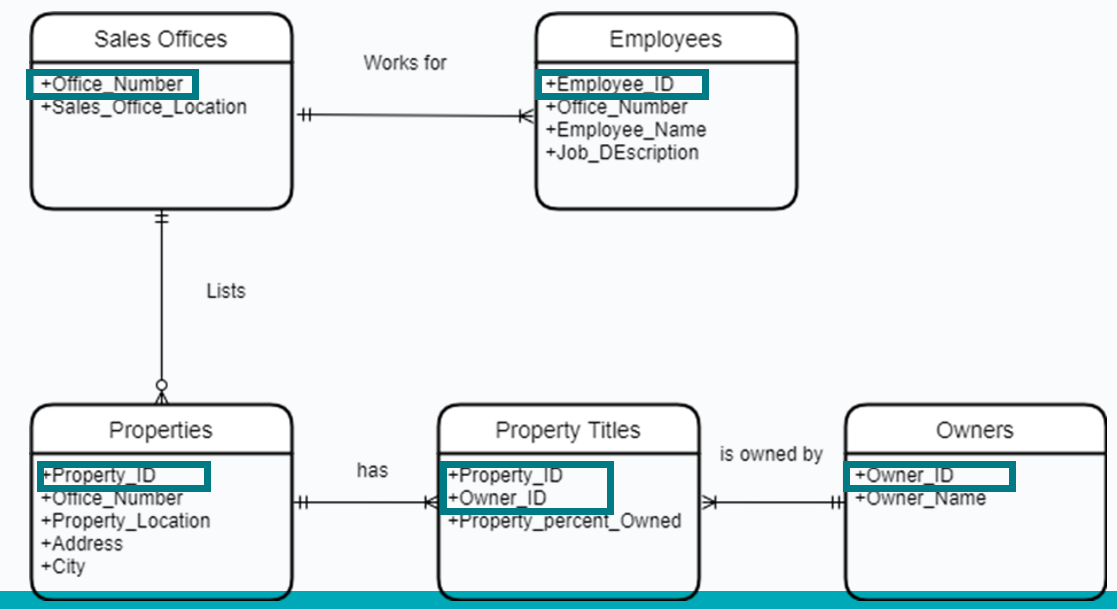 Sales Offices
+Office_Number
+Sales_Office_Location
Works for
Employees
+Employee_ID
+Office_Number
+Employee_Name
+Job_DEscription
Lists
Properties
+Property_ID
+Office_Number
+Property_Location
+Address
+City
has
Property Titles
+Property_ID
+Owner_ID
+Property_percent_Owned
is owned by
Owners
+Owner_ID
+Owner_Name